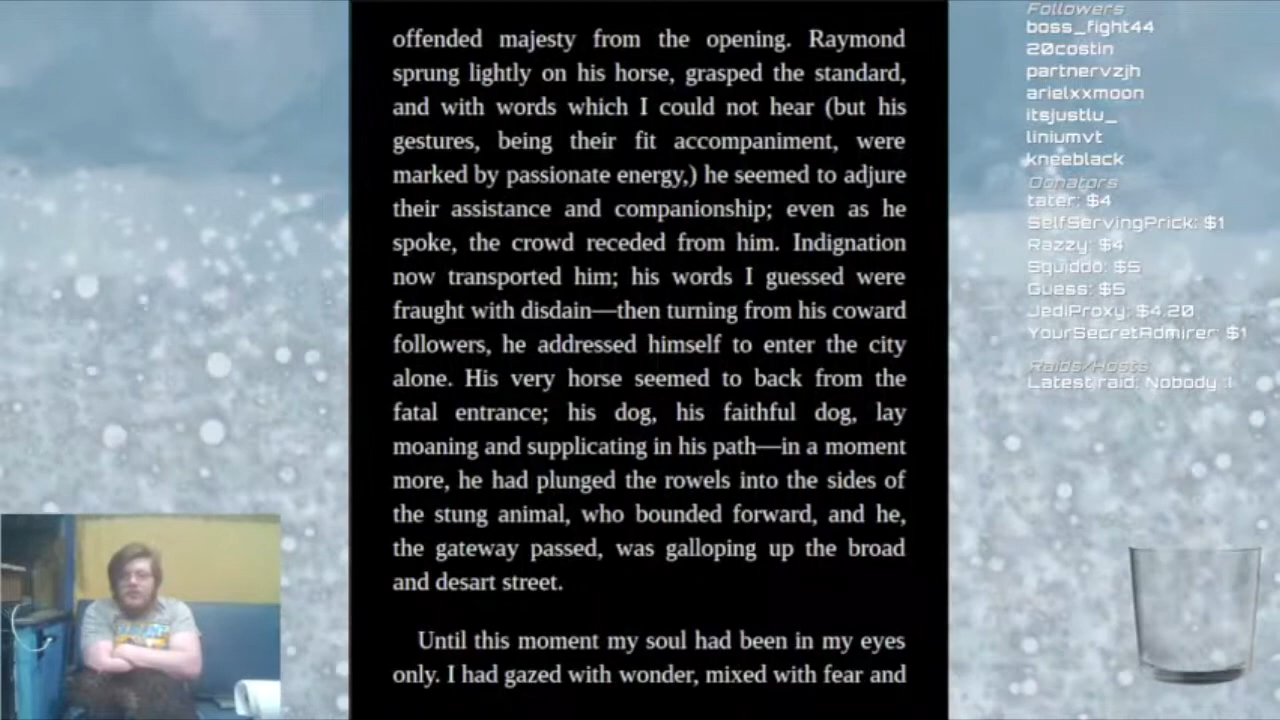 offended majesty from the opening. Raymond
sprung lightly on his horse, grasped the standard,
and with words which I could not hear (but his
gestures, being their fit accompaniment, were
marked by passionate energy,) he seemed to adjure
their assistance and companionship; even as he
spoke, the crowd receded from him. Indignation
now transported him; his words I guessed were
fraught with disdain—then turning from his coward
followers, he addressed himself to enter the city
alone. His very horse seemed to back from the
fatal entrance; his dog, his faithful dog, lay
moaning and supplicating in his path—in a moment
more, he had plunged the rowels into the sides of
the stung animal, who bounded forward, and he,
the gateway passed, was galloping up the broad
and desart street.
Until this moment my soul had been in my eyes
only. I had gazed with wonder, mixed with fear and
Followers
boss_fight44
20costin
partnervzjh
arielxxmoon
itsjustlu_
liniumvt
kneeblack
Donators
tater: $4
SelfServingPrick: $1
Razzy: $4
Squiddo: $5
Guess: $5
JediProxy: $4.20
YourSecretAdmirer: $1
Raids/Hosts
Latest raid: Nobody :(